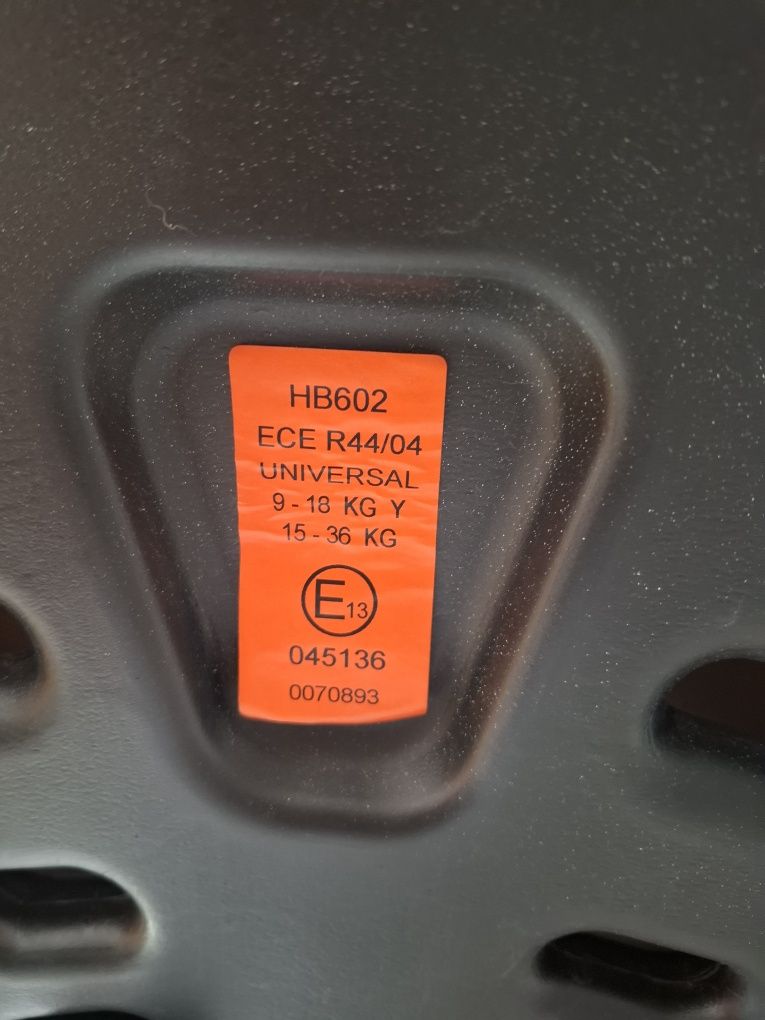 HB602
ECE R44/04
UNIVERSAL
9 - 18 KG Y
15 - 36 KG
E13
045136
0070893